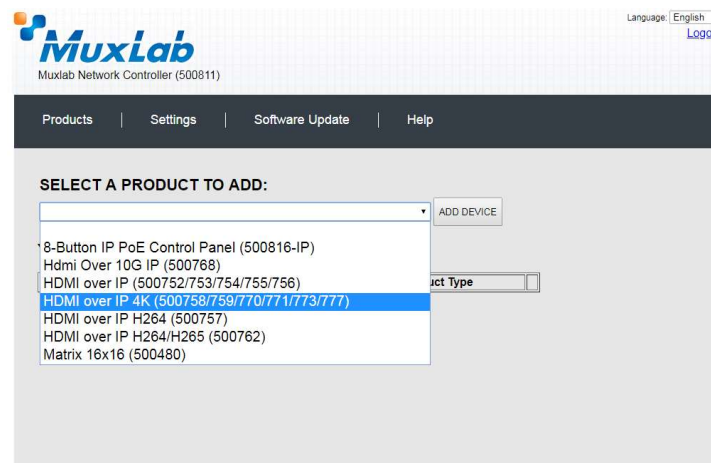 Language: English
Logo
MuxLab
Muxlab Network Controller (500811)
Products | Settings | Software Update | Help
SELECT A PRODUCT TO ADD:
ADD DEVICE
8-Button IP PoE Control Panel (500816-IP)
Hdmi Over 10G IP (500768)
HDMI over IP (500752/753/754/755/756)
uct Type
HDMI over IP 4K (500758/759/770/771/773/777)
HDMI over IP H264 (500757)
HDMI over IP H264/H265 (500762)
Matrix 16x16 (500480)